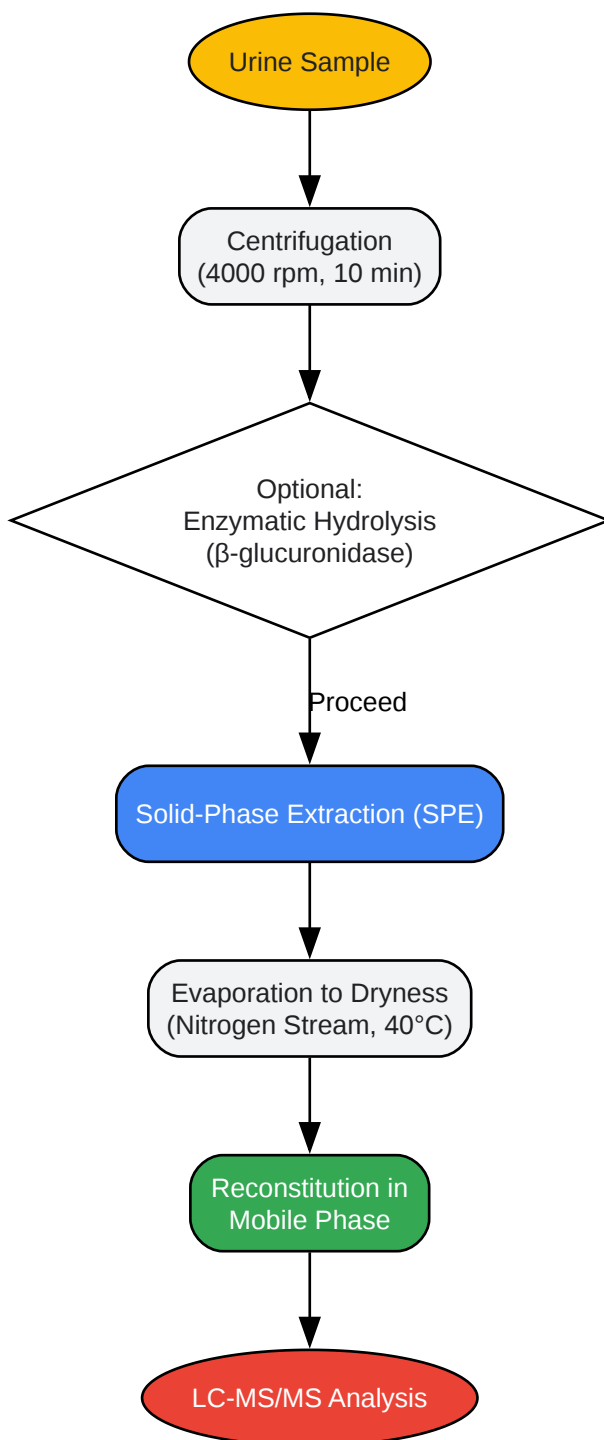 Urine Sample
Centrifugation
(4000 rpm, 10 min)
Optional:
Enzymatic Hydrolysis
(β-glucuronidase)
Proceed
Solid-Phase Extraction (SPE)
Evaporation to Dryness
(Nitrogen Stream, 40°C)
Reconstitution in
Mobile Phase
LC-MS/MS Analysis